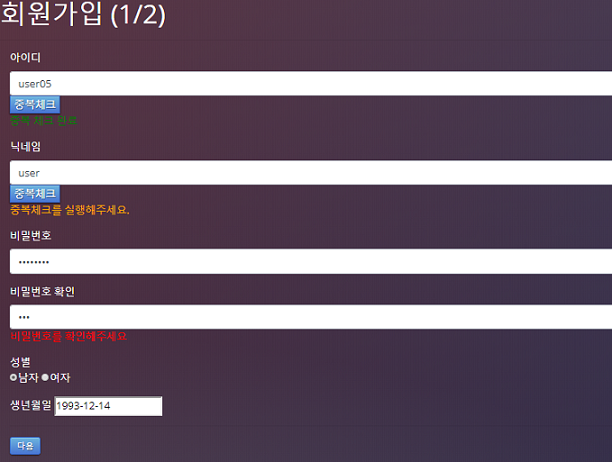 회원가입 (1/2)
아이디
user05
중복체크
중복 체크 완료
닉네임
user
중복체크
중복체크를 실행해주세요.
비밀번호
••••••••
비밀번호 확인
•••
비밀번호를 확인해주세요
성별
남자 여자
생년월일 1993-12-14
다음